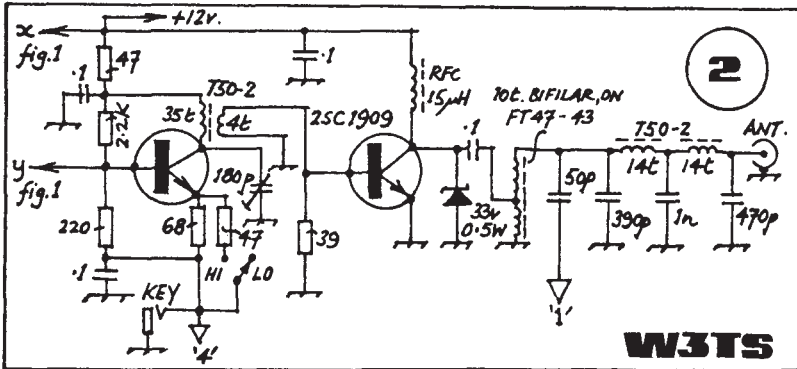 x
fig.1
+12v.
47
.1
.1
2.2K
35t
T50-2
4t
y
fig.1
220
.1
68
47
180p
HI
LO
KEY
'4'
39
2SC1909
RFC
15µH
.1
33v
0.5W
10t. BIFILAR, ON
FT47-43
50p
'1'
390p
T50-2
14t
14t
1n
470p
ANT.
2
W3TS